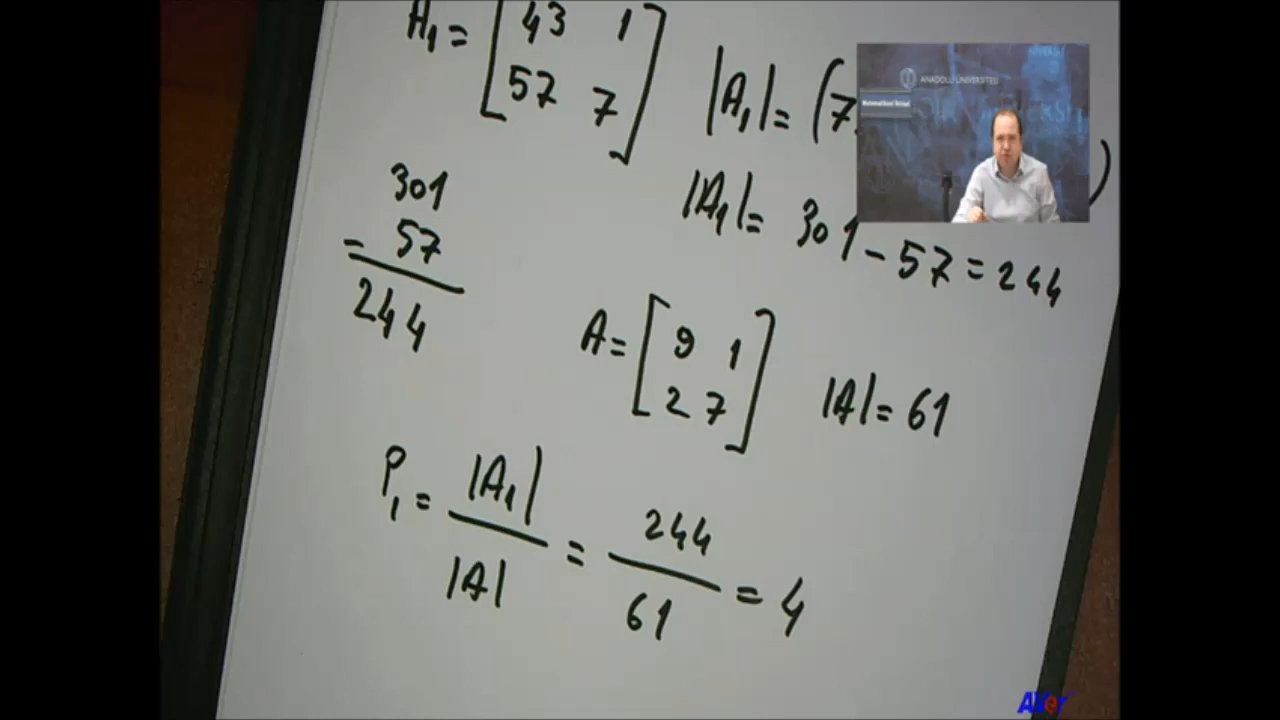 A₁ = [ 43 1
57 7 ]
|A₁| = (7.
)
|A₁| = 301 - 57 = 244
301
- 57
244
A = [ 9 1
2 7 ]
|A| = 61
P₁ = |A₁| / |A| = 244 / 61 = 4
ANADOLU ÜNİVERSİTESİ
AVer